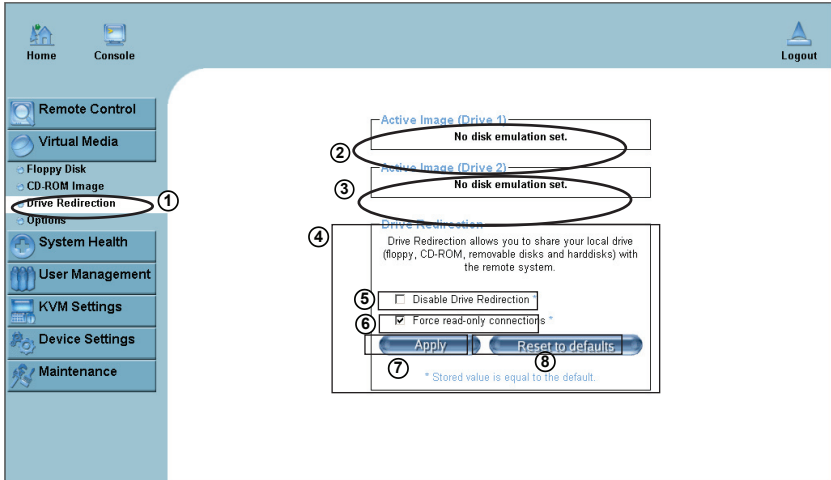 Home
Console
Logout
Remote Control
Virtual Media
Floppy Disk
CD-ROM Image
Drive Redirection
Options
System Health
User Management
KVM Settings
Device Settings
Maintenance
1
Active Image (Drive 1)
No disk emulation set.
2
Active Image (Drive 2)
No disk emulation set.
3
4
Drive Redirection
Drive Redirection allows you to share your local drive
(floppy, CD-ROM, removable disks and harddisks) with
the remote system.
5
Disable Drive Redirection *
6
Force read-only connections *
Apply
Reset to defaults
7
8
* Stored value is equal to the default.